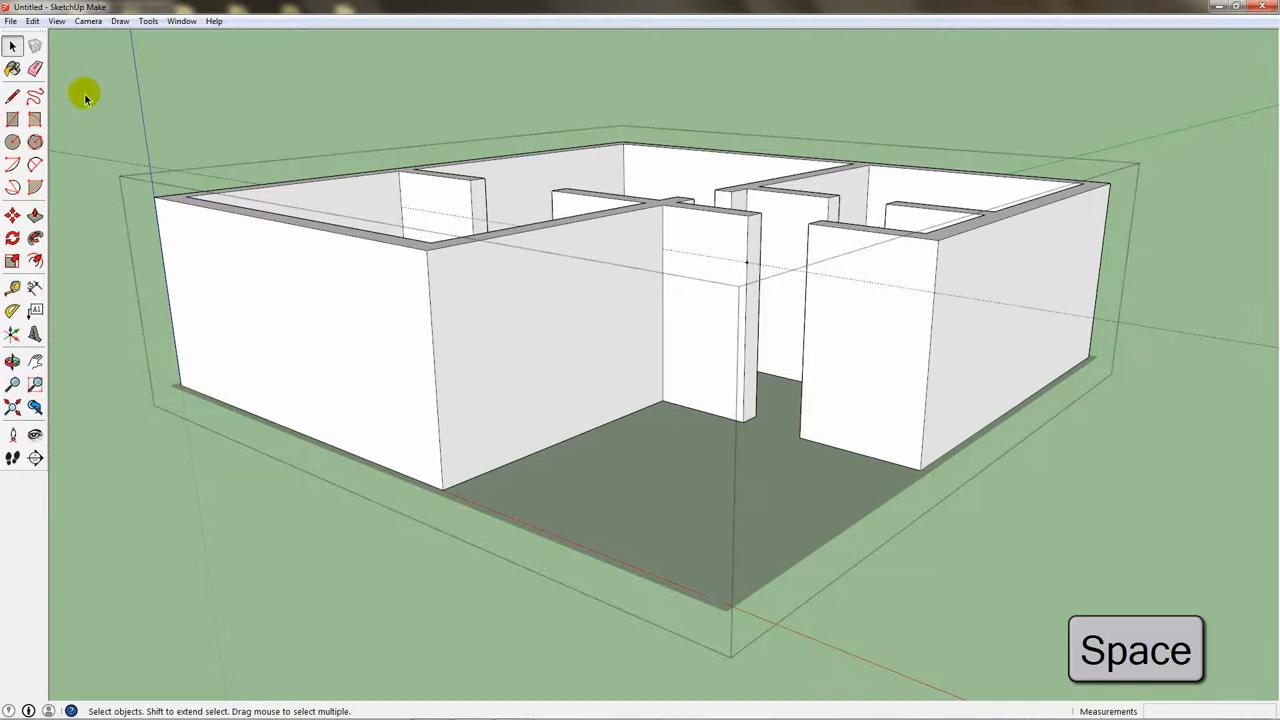 Untitled - SketchUp Make
File Edit View Camera Draw Tools Window Help
A1
Space
Select objects. Shift to extend select. Drag mouse to select multiple.
Measurements